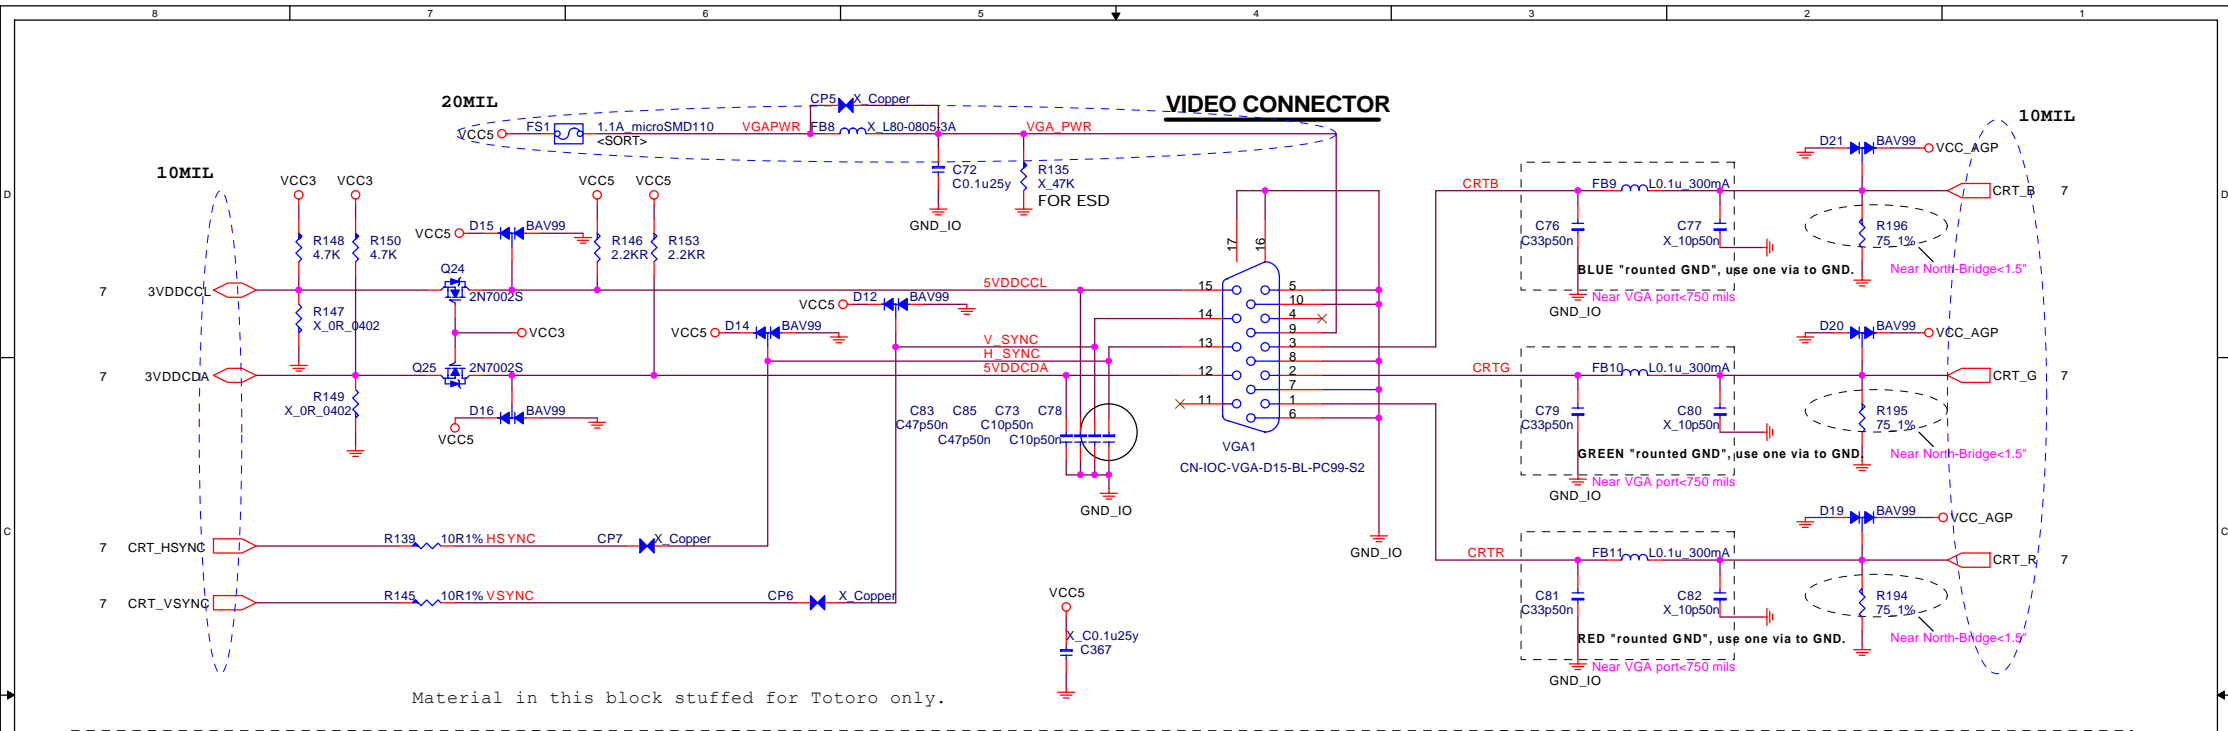 8 7 6 5 4 3 2 1
20MIL
VIDEO CONNECTOR
10MIL
CP5 X_Copper
VCC5 FS1 1.1A_microSMD110 VGAPWR FB8 X_L80-0805-3A VGA_PWR
<SORT>
D21 BAV99
VCC_AGP
10MIL
C72
C0.1u25y
R135
X_47K
FOR ESD
GND_IO
VCC3 VCC3 VCC5 VCC5
D
D
CRTB FB9 L0.1u_300mA CRT_B 7
VCC5 D15 BAV99
R148
4.7K
R150
4.7K
R146
2.2KR
R153
2.2KR
C76
C33p50n
C77
X_10p50n
R196
75_1%
17 16
BLUE "rounted GND", use one via to GND.
Near North-Bridge<1.5"
Near VGA port<750 mils
GND_IO
Q24
2N7002S
7 3VDDCCL
5VDDCCL
15 5
10
14 4
9
13 3
8
12 2
7
11 1
6
R147
X_0R_0402
VCC3
VCC5 D12 BAV99
VCC5 D14 BAV99
V_SYNC
H_SYNC
5VDDCDA
D20 BAV99
VCC_AGP
7 3VDDCDA
Q25 2N7002S
CRTG FB10 L0.1u_300mA CRT_G 7
R149
X_0R_0402
D16 BAV99
VCC5
C83 C85 C73 C78
C47p50n C10p50n
C47p50n C10p50n
GND_IO
VGA1
CN-IOC-VGA-D15-BL-PC99-S2
C79
C33p50n
C80
X_10p50n
R195
75_1%
GREEN "rounted GND", use one via to GND.
Near North-Bridge<1.5"
Near VGA port<750 mils
GND_IO
D19 BAV99
VCC_AGP
C
C
7 CRT_HSYNC R139 10R1% HSYNC CP7 X_Copper
GND_IO
CRTR FB11 L0.1u_300mA CRT_R 7
7 CRT_VSYNC R145 10R1% VSYNC CP6 X_Copper
VCC5
X_C0.1u25y
C367
C81
C33p50n
C82
X_10p50n
R194
75_1%
RED "rounted GND", use one via to GND.
Near North-Bridge<1.5"
Near VGA port<750 mils
GND_IO
Material in this block stuffed for Totoro only.